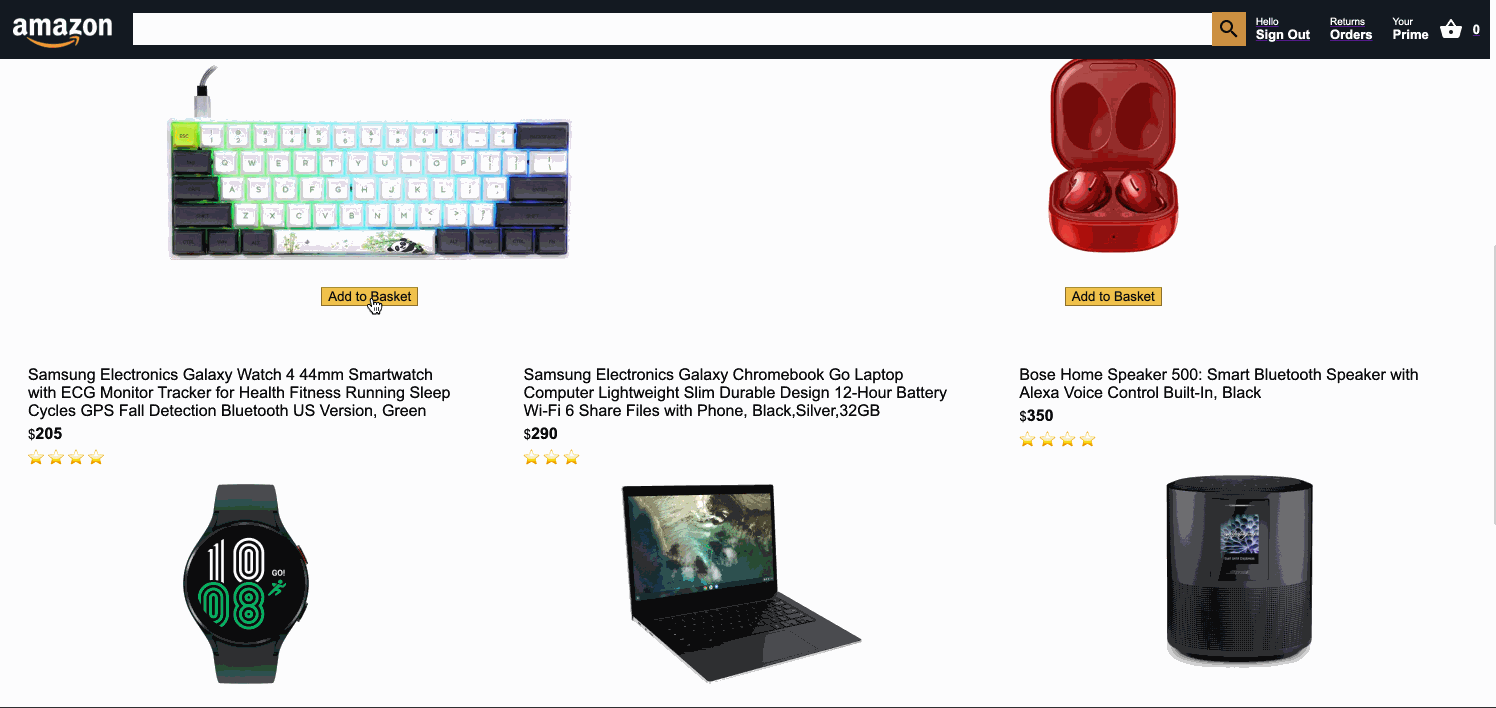 amazon
Hello
Sign Out
Returns
Orders
Your
Prime
0
ESC
Q W E R T Y U I O P
A S D F G H J K L
Z X C V B N M
Add to Basket
Add to Basket
Samsung Electronics Galaxy Watch 4 44mm Smartwatch
with ECG Monitor Tracker for Health Fitness Running Sleep
Cycles GPS Fall Detection Bluetooth US Version, Green
$205
Samsung Electronics Galaxy Chromebook Go Laptop
Computer Lightweight Slim Durable Design 12-Hour Battery
Wi-Fi 6 Share Files with Phone, Black,Silver,32GB
$290
Bose Home Speaker 500: Smart Bluetooth Speaker with
Alexa Voice Control Built-In, Black
$350
10
08
GO!